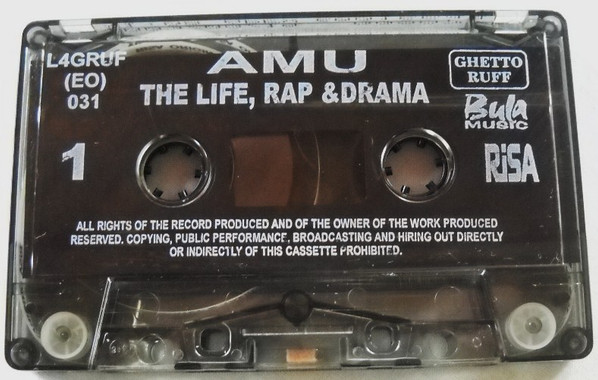 L4GRUF
(EO)
031
AMU
THE LIFE, RAP &DRAMA
GHETTO
RUFF
Bula
MUSIC
1
RiSA
ALL RIGHTS OF THE RECORD PRODUCED AND OF THE OWNER OF THE WORK PRODUCED
RESERVED. COPYING, PUBLIC PERFORMANCE, BROADCASTING AND HIRING OUT DIRECTLY
OR INDIRECTLY OF THIS CASSETTE PROHIBITED.